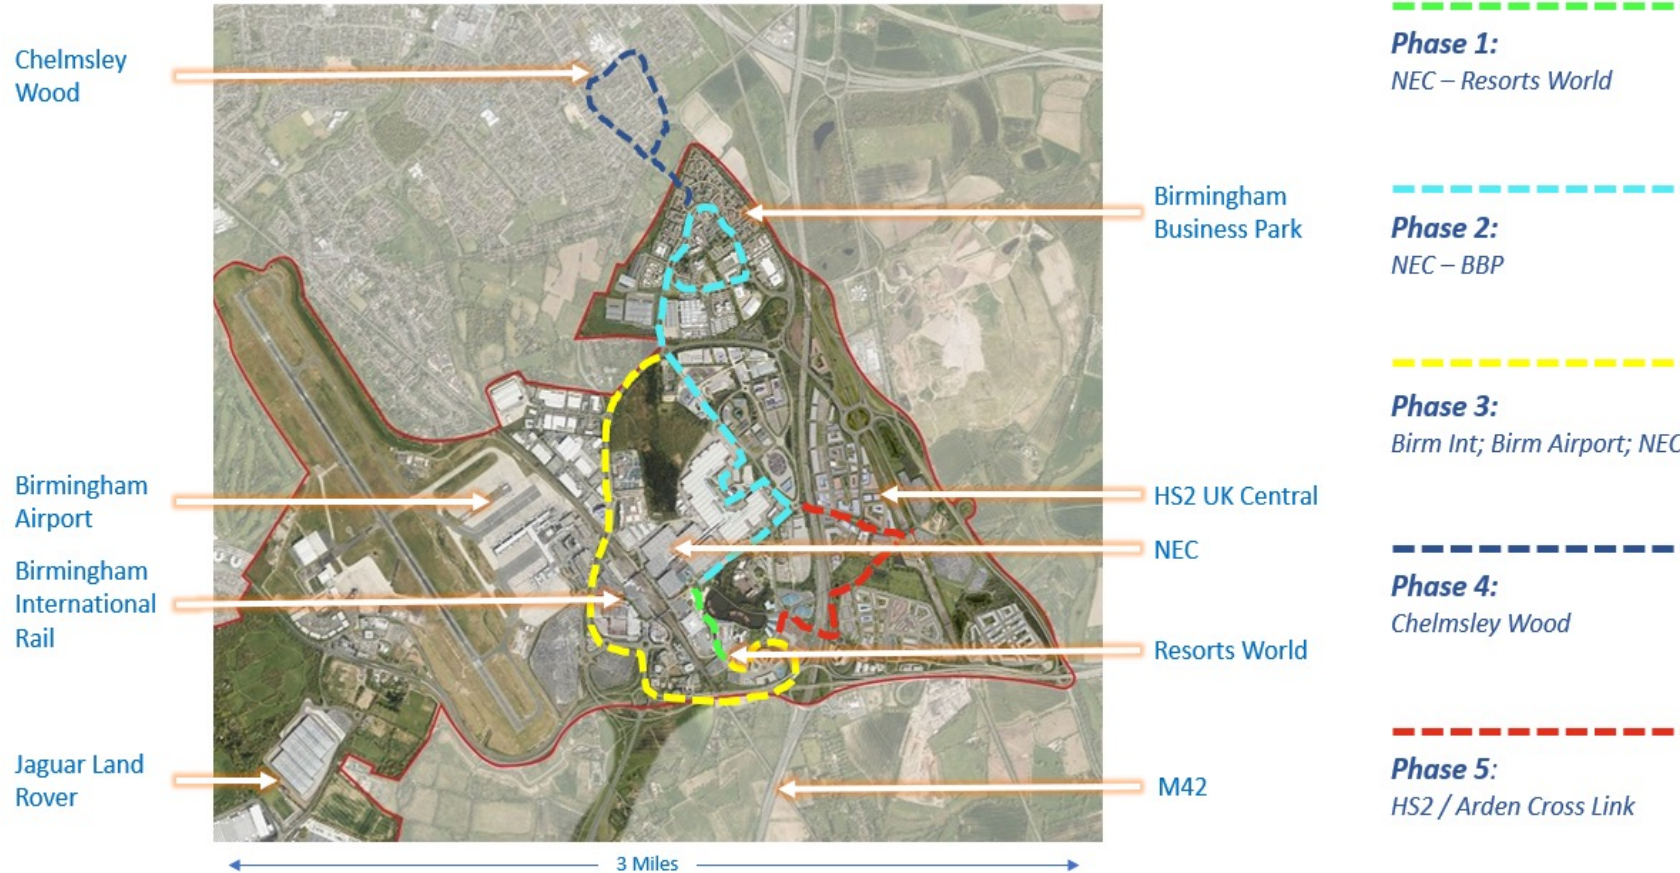 Chelmsley
Wood
Birmingham
Airport
Birmingham
International
Rail
Jaguar Land
Rover
Birmingham
Business Park
HS2 UK Central
NEC
Resorts World
M42
3 Miles
Phase 1:
NEC – Resorts World
Phase 2:
NEC – BBP
Phase 3:
Birm Int; Birm Airport; NEC
Phase 4:
Chelmsley Wood
Phase 5:
HS2 / Arden Cross Link